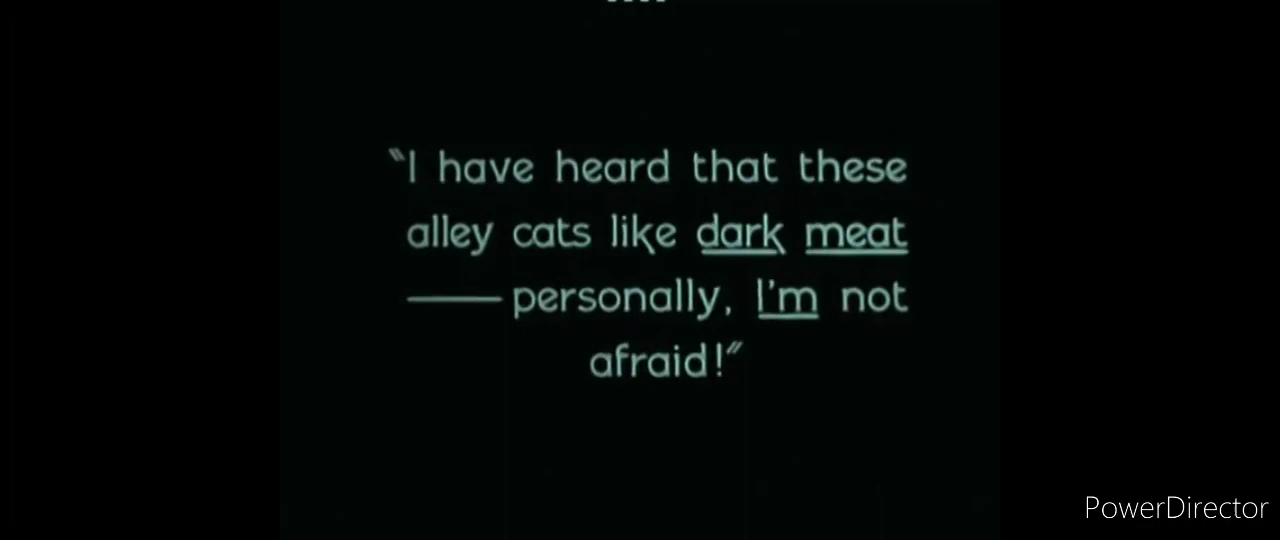 "I have heard that these
alley cats like dark meat
—— personally, I'm not
afraid!"
PowerDirector